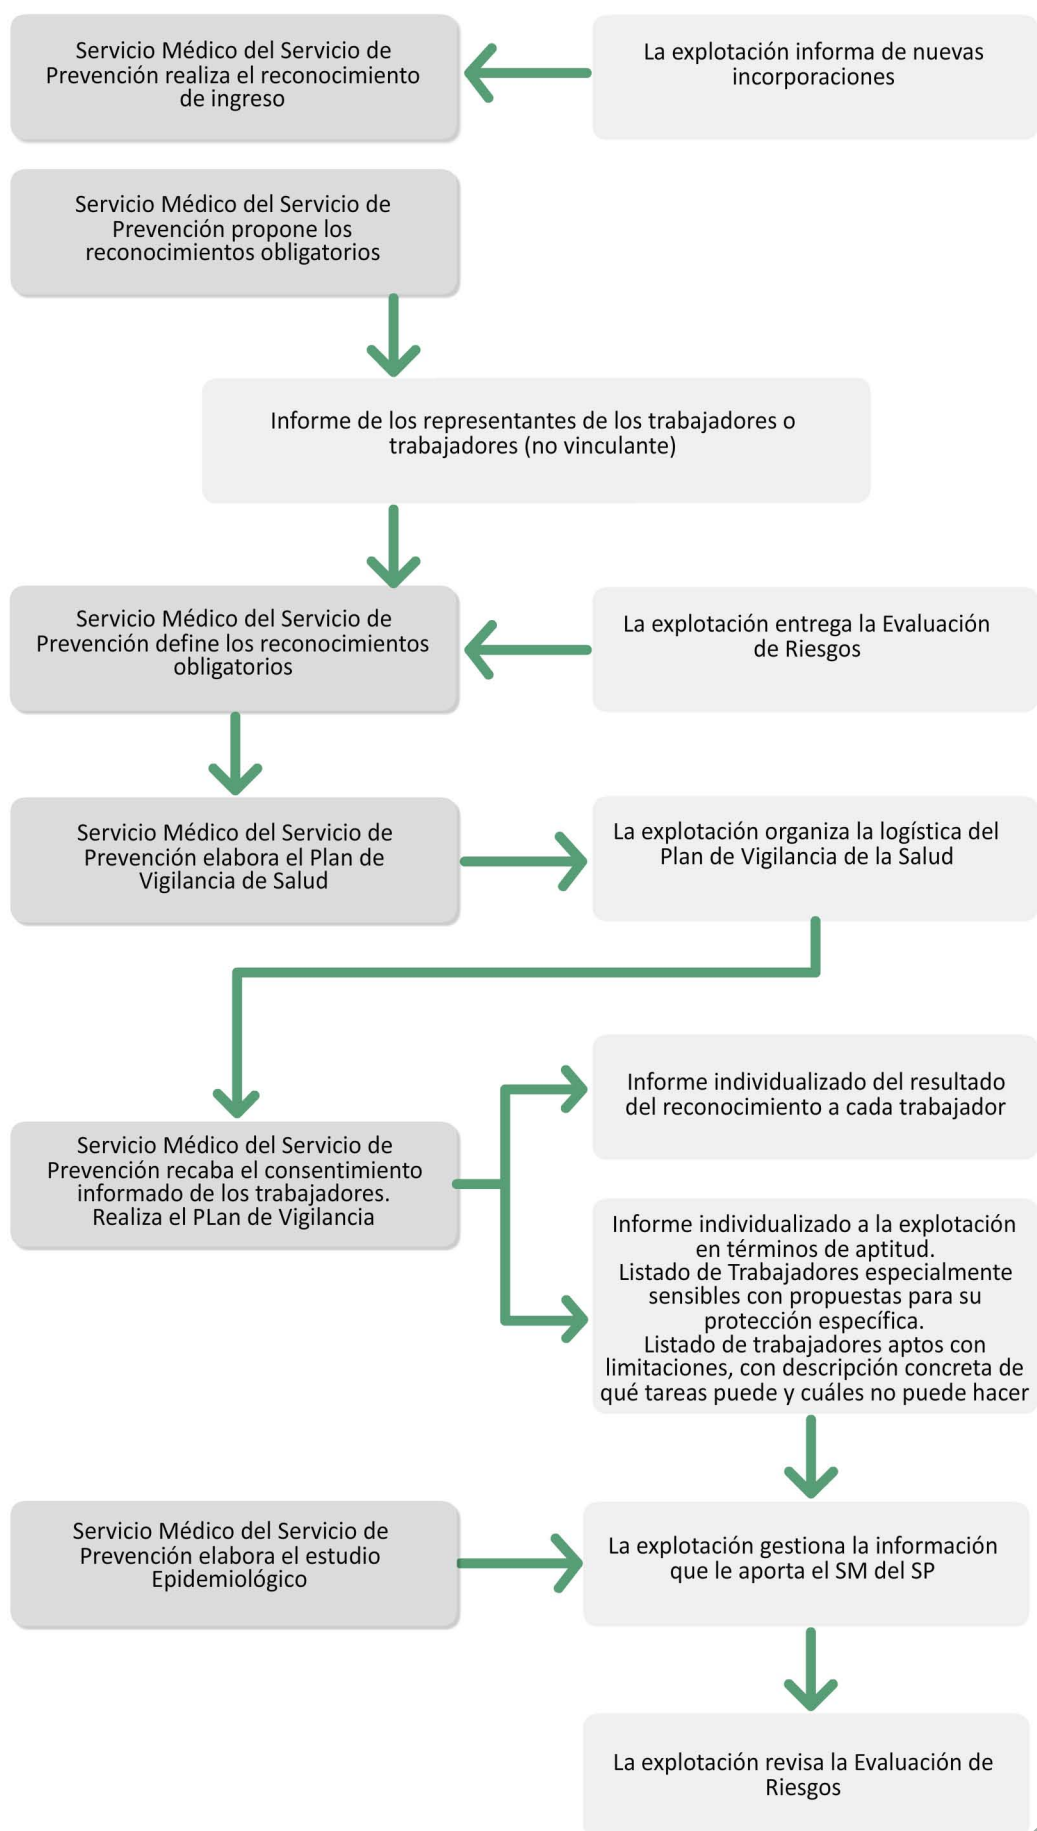 Servicio Médico del Servicio de
Prevención realiza el reconocimiento
de ingreso
La explotación informa de nuevas
incorporaciones
Servicio Médico del Servicio de
Prevención propone los
reconocimientos obligatorios
Informe de los representantes de los trabajadores o
trabajadores (no vinculante)
Servicio Médico del Servicio de
Prevención define los reconocimientos
obligatorios
La explotación entrega la Evaluación
de Riesgos
Servicio Médico del Servicio de
Prevención elabora el Plan de
Vigilancia de Salud
La explotación organiza la logística del
Plan de Vigilancia de la Salud
Informe individualizado del resultado
del reconocimiento a cada trabajador
Servicio Médico del Servicio de
Prevención recaba el consentimiento
informado de los trabajadores.
Realiza el PLan de Vigilancia
Informe individualizado a la explotación
en términos de aptitud.
Listado de Trabajadores especialmente
sensibles con propuestas para su
protección específica.
Listado de trabajadores aptos con
limitaciones, con descripción concreta de
qué tareas puede y cuáles no puede hacer
Servicio Médico del Servicio de
Prevención elabora el estudio
Epidemiológico
La explotación gestiona la información
que le aporta el SM del SP
La explotación revisa la Evaluación de
Riesgos